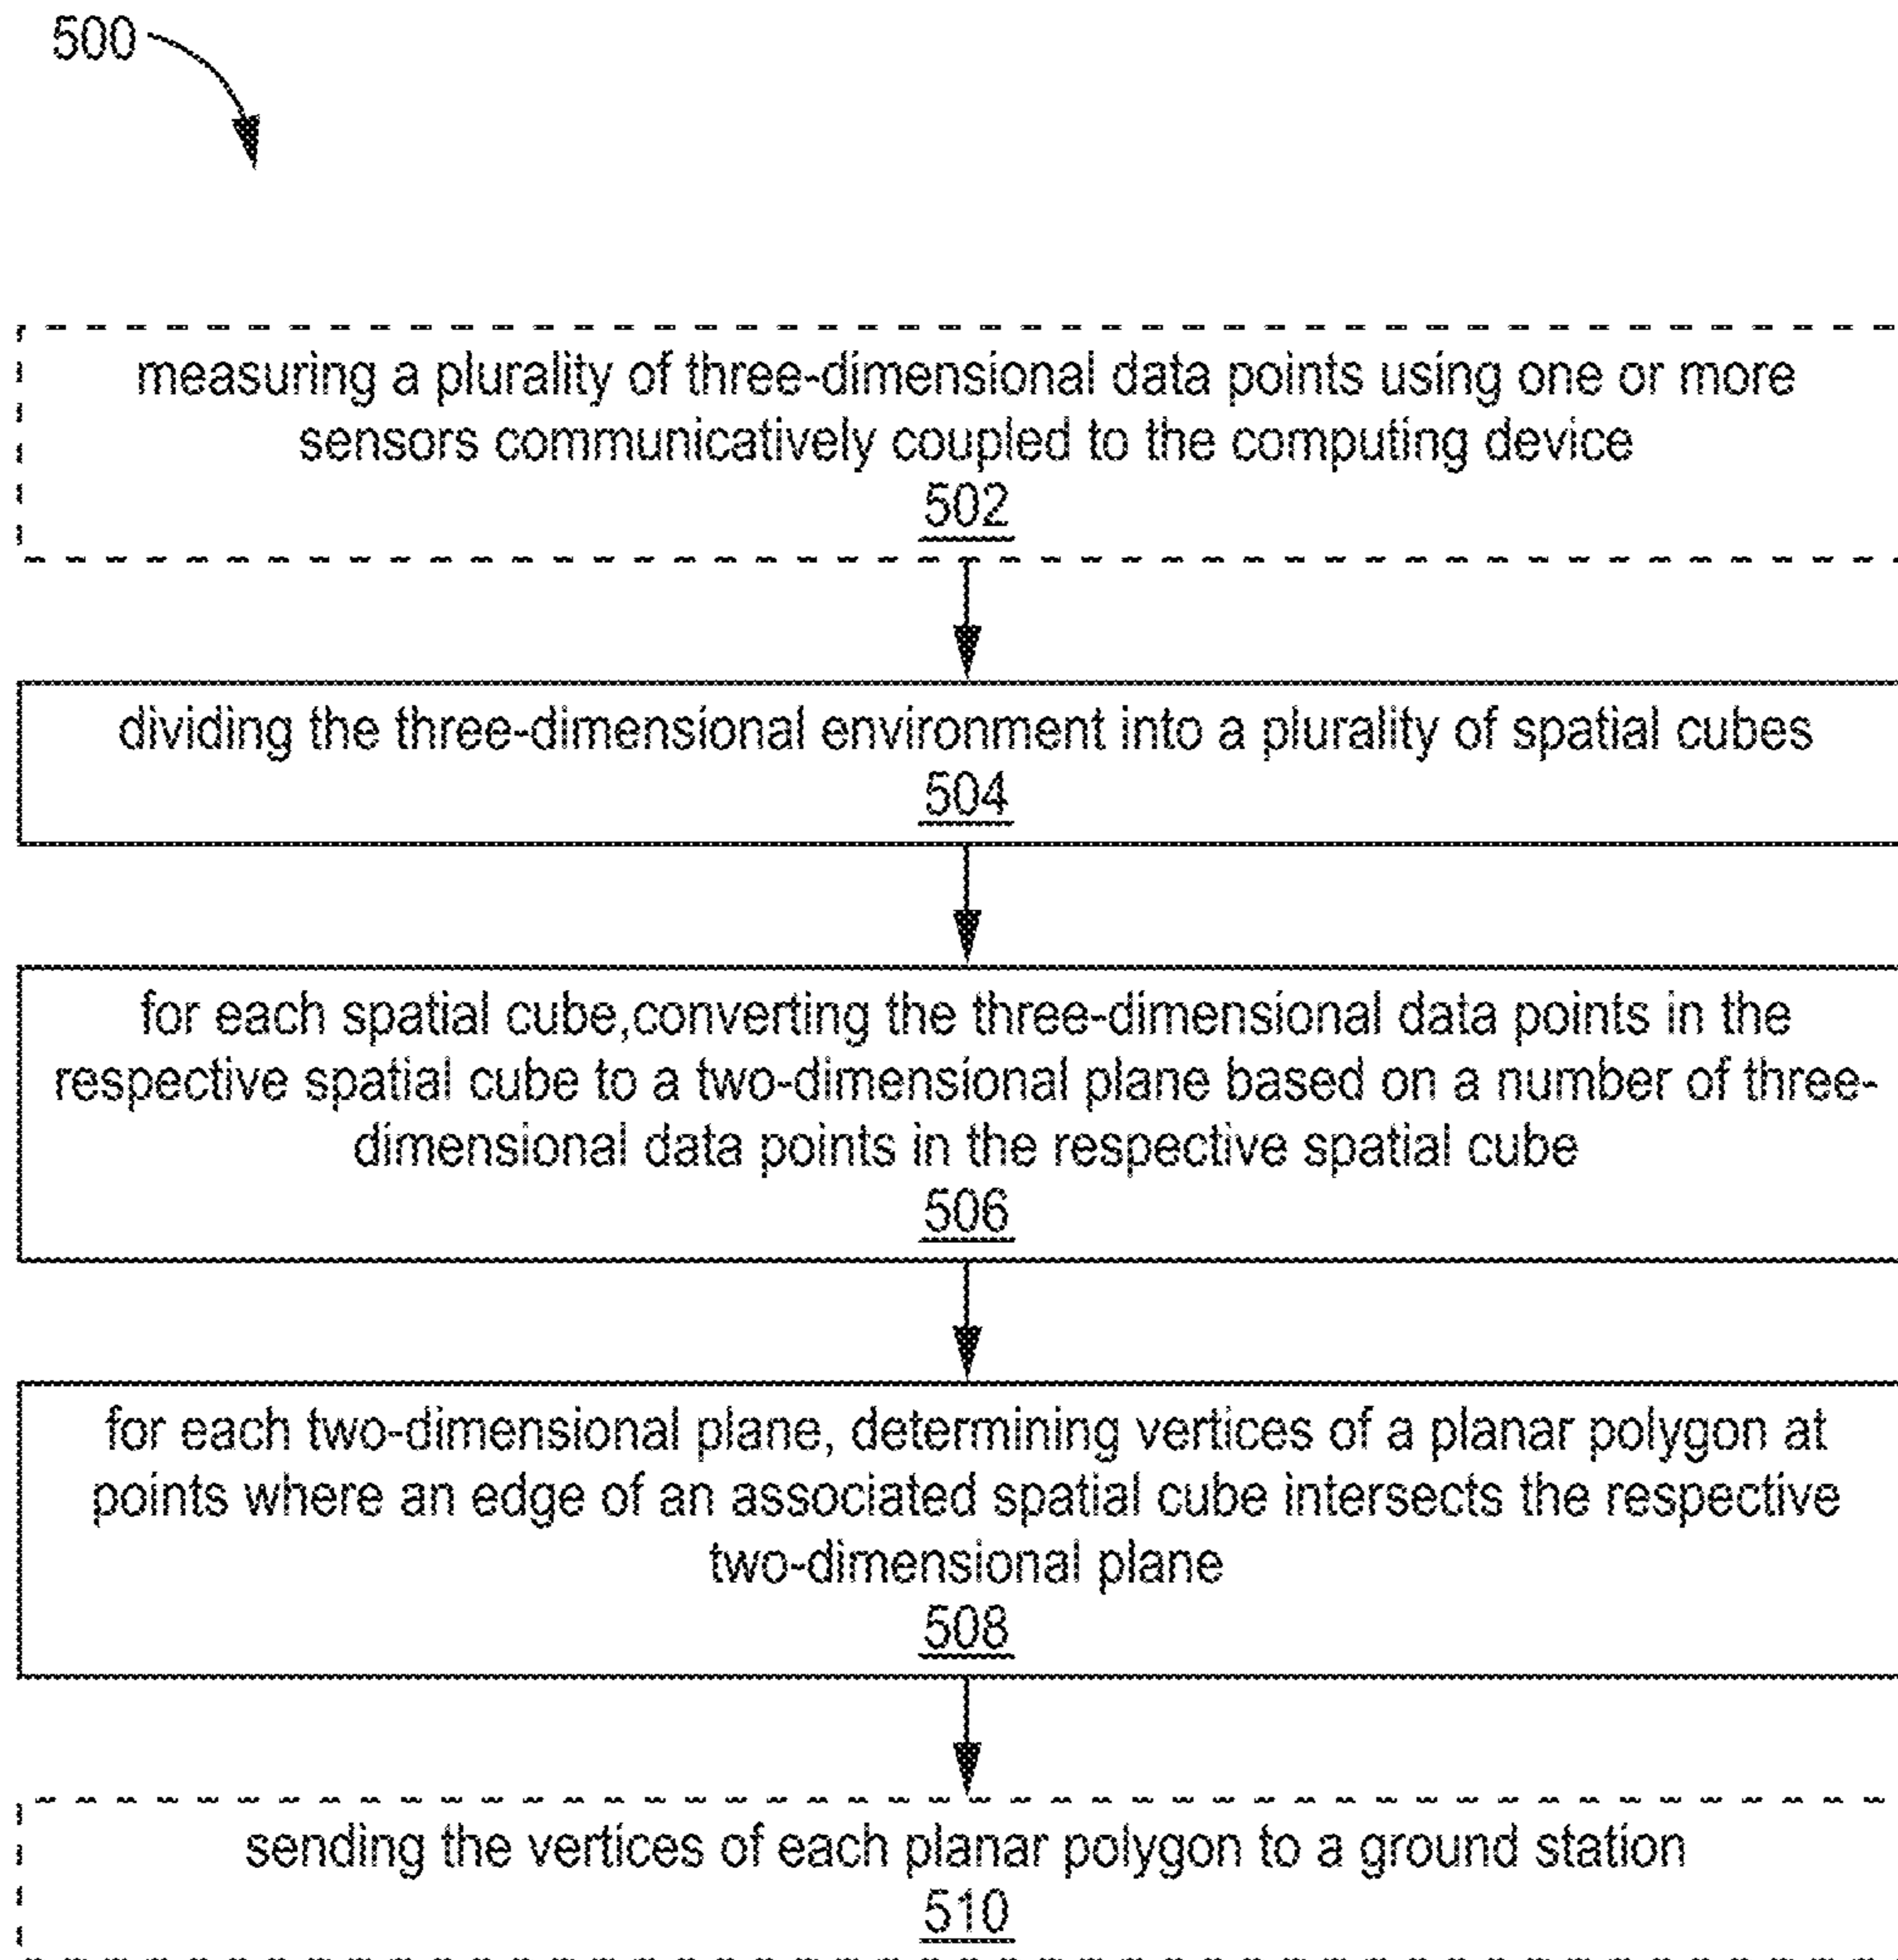 500
measuring a plurality of three-dimensional data points using one or more
sensors communicatively coupled to the computing device
502
dividing the three-dimensional environment into a plurality of spatial cubes
504
for each spatial cube,converting the three-dimensional data points in the
respective spatial cube to a two-dimensional plane based on a number of three-
dimensional data points in the respective spatial cube
506
for each two-dimensional plane, determining vertices of a planar polygon at
points where an edge of an associated spatial cube intersects the respective
two-dimensional plane
508
sending the vertices of each planar polygon to a ground station
510